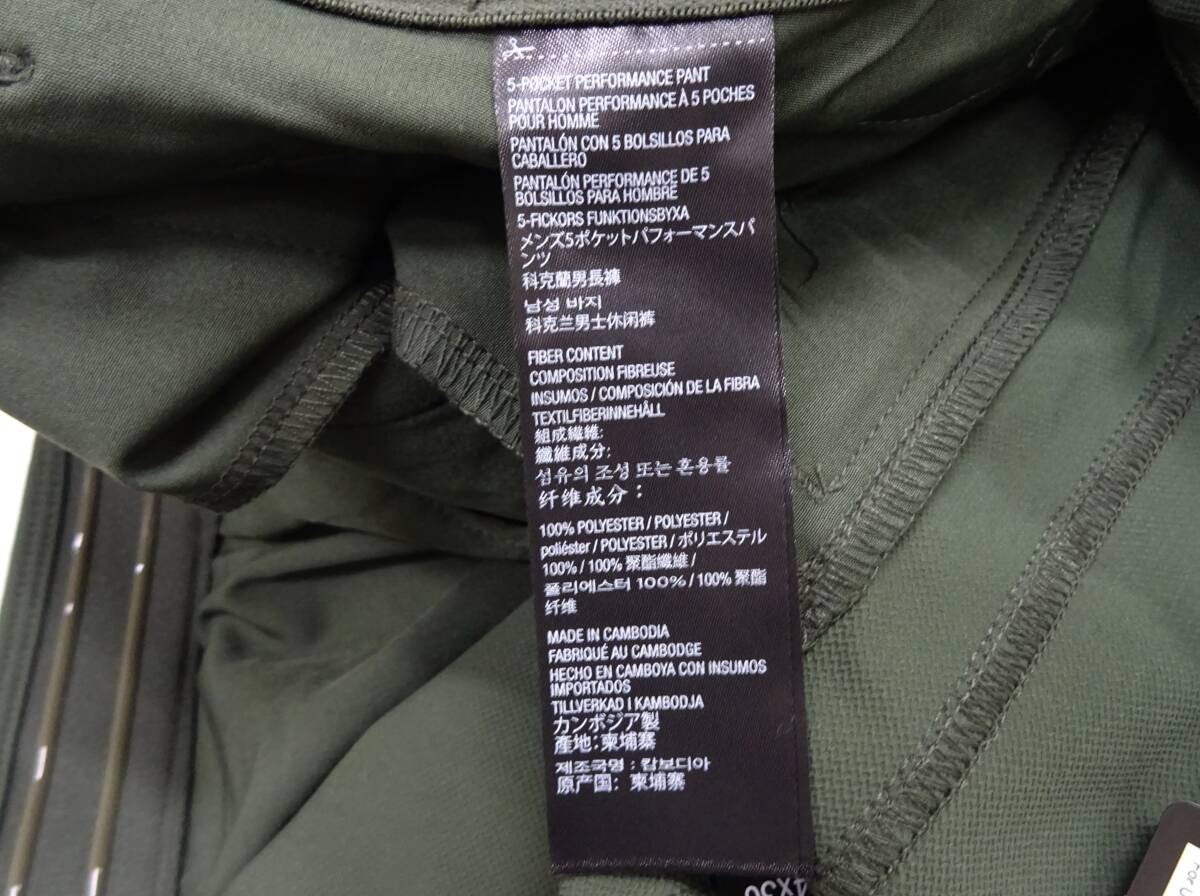 5-POCKET PERFORMANCE PANT
PANTALON PERFORMANCE À 5 POCHES
POUR HOMME
PANTALÓN CON 5 BOLSILLOS PARA
CABALLERO
PANTALÓN PERFORMANCE DE 5
BOLSILLOS PARA HOMBRE
5-FICKORS FUNKTIONSBYXA
メンズ5ポケットパフォーマンスパ
ンツ
科克蘭男長褲
남성 바지
科克兰男士休闲裤
FIBER CONTENT
COMPOSITION FIBREUSE
INSUMOS / COMPOSICIÓN DE LA FIBRA
TEXTILFIBERINNEHÅLL
組成繊維:
纖維成分:
섬유의 조성 또는 혼용률
纤维成分：
100% POLYESTER / POLYESTER /
poliéster / POLYESTER / ポリエステル
100% / 100% 聚酯纖維 /
폴리에스터 100% / 100% 聚酯
纤维
MADE IN CAMBODIA
FABRIQUÉ AU CAMBODGE
HECHO EN CAMBOYA CON INSUMOS
IMPORTADOS
TILLVERKAD I KAMBODJA
カンボジア製
產地：柬埔寨
제조국명 : 캄보디아
原产国：柬埔寨